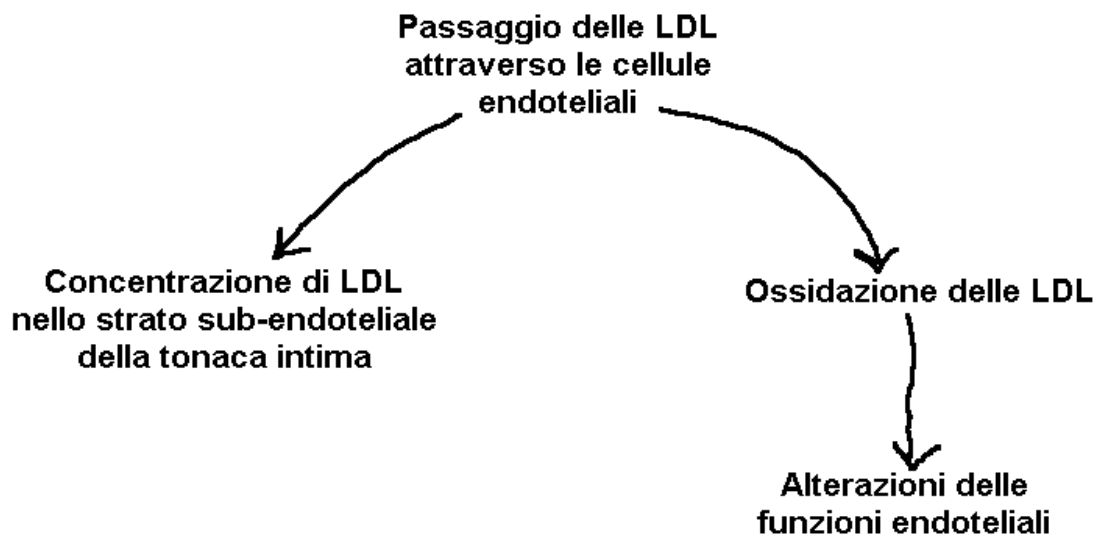 Passaggio delle LDL
attraverso le cellule
endoteliali
Concentrazione di LDL
nello strato sub-endoteliale
della tonaca intima
Ossidazione delle LDL
Alterazioni delle
funzioni endoteliali